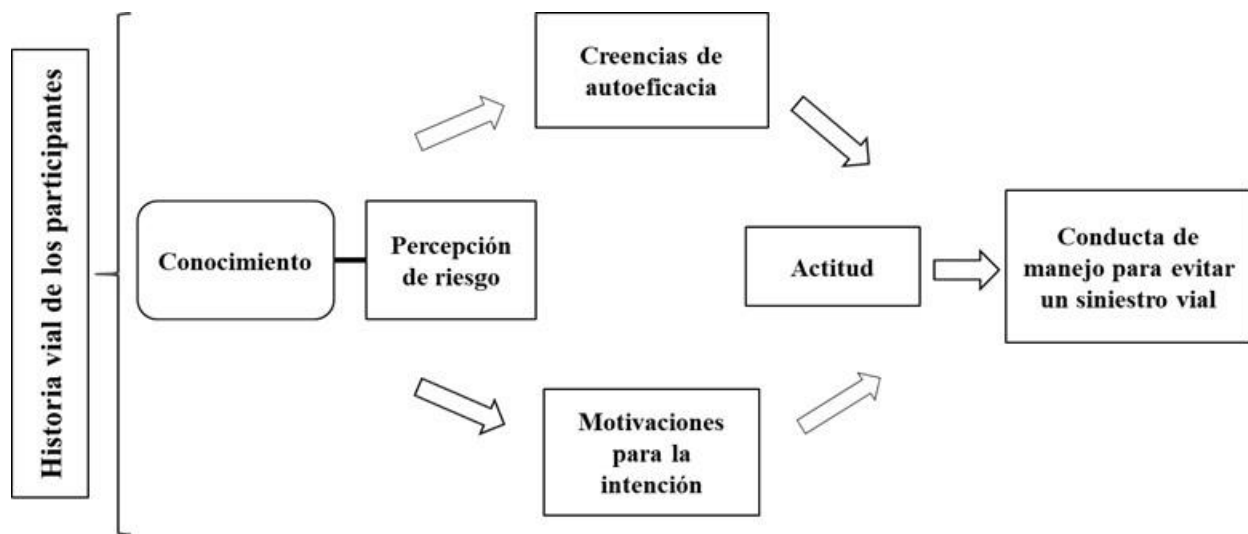 Historia vial de los participantes
Conocimiento
Percepción
de riesgo
Creencias de
autoeficacia
Motivaciones
para la
intención
Actitud
Conducta de
manejo para evitar
un siniestro vial